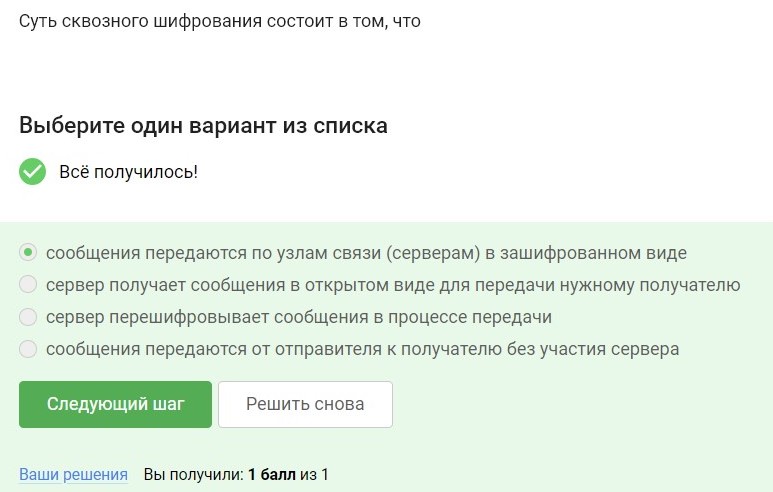 Суть сквозного шифрования состоит в том, что
Выберите один вариант из списка
Всё получилось!
сообщения передаются по узлам связи (серверам) в зашифрованном виде
сервер получает сообщения в открытом виде для передачи нужному получателю
сервер перешифровывает сообщения в процессе передачи
сообщения передаются от отправителя к получателю без участия сервера
Следующий шаг Решить снова
Ваши решения Вы получили: 1 балл из 1